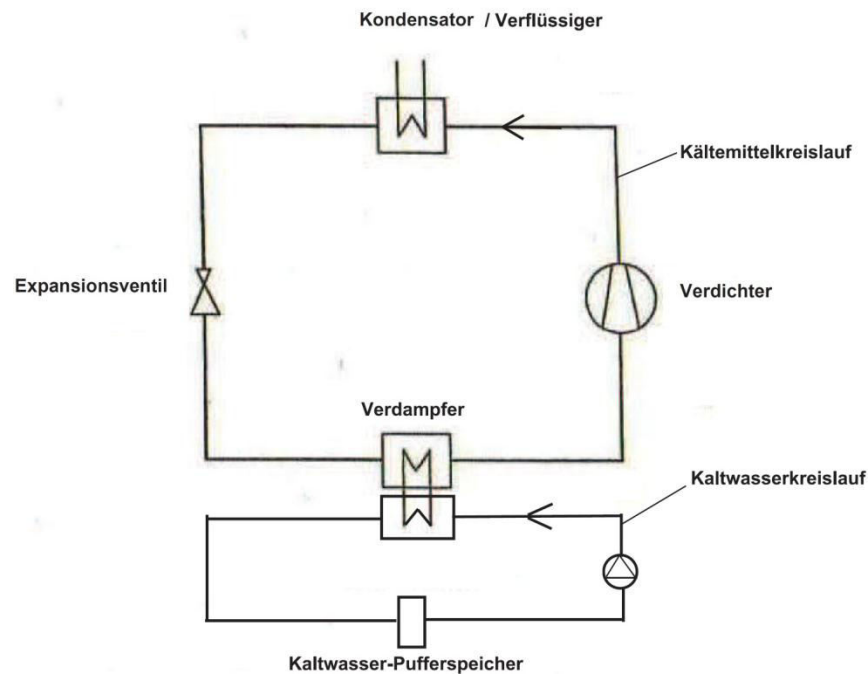 Kondensator / Verflüssiger
Kältemittelkreislauf
Expansionsventil
Verdichter
Verdampfer
Kaltwasserkreislauf
Kaltwasser-Pufferspeicher